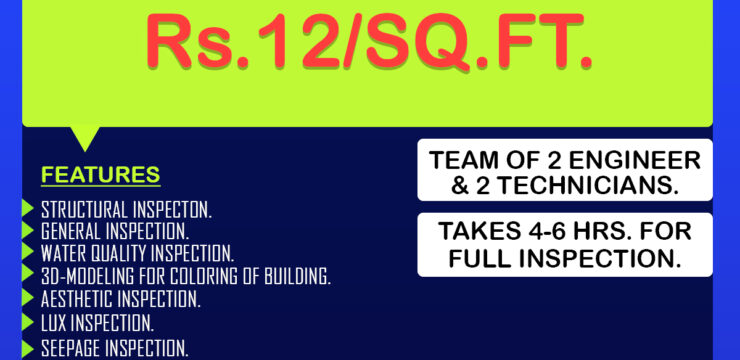 Rs.12/SQ.FT.
FEATURES
STRUCTURAL INSPECTON.
GENERAL INSPECTION.
WATER QUALITY INSPECTION.
3D-MODELING FOR COLORING OF BUILDING.
AESTHETIC INSPECTION.
LUX INSPECTION.
SEEPAGE INSPECTION.
TEAM OF 2 ENGINEER
& 2 TECHNICIANS.
TAKES 4-6 HRS. FOR
FULL INSPECTION.